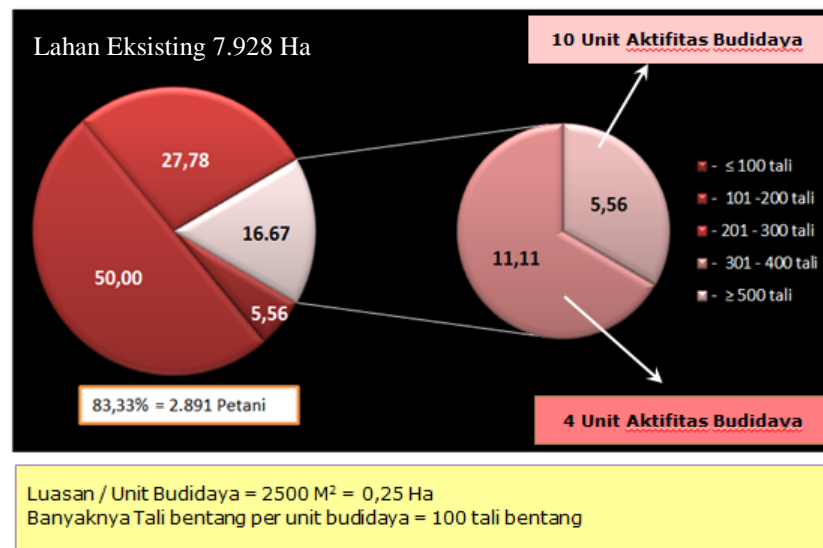 Lahan Eksisting 7.928 Ha
10 Unit Aktifitas Budidaya
27,78
16.67
50,00
5,56
5,56
11,11
- ≤ 100 tali
- 101 -200 tali
- 201 - 300 tali
- 301 - 400 tali
- ≥ 500 tali
83,33% = 2.891 Petani
4 Unit Aktifitas Budidaya
Luasan / Unit Budidaya = 2500 M² = 0,25 Ha
Banyaknya Tali bentang per unit budidaya = 100 tali bentang